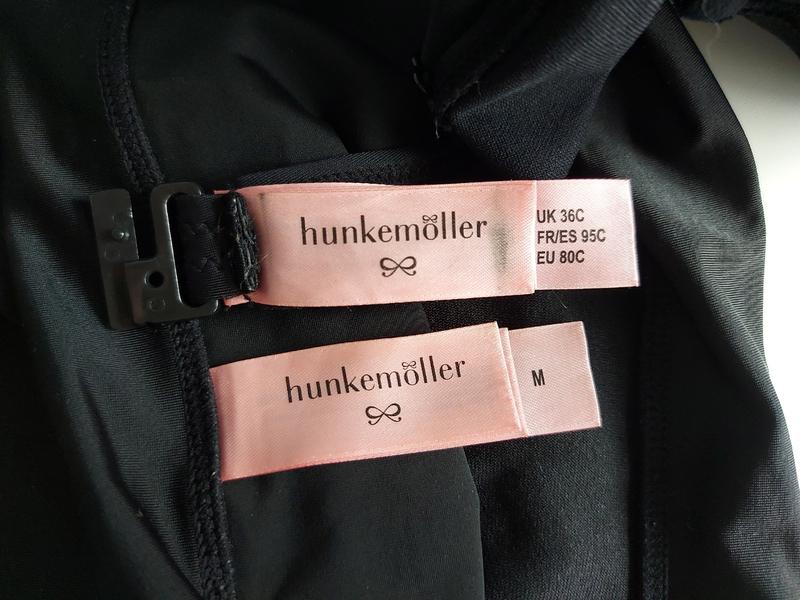 hunkemöller
UK 36C
FR/ES 95C
EU 80C
hunkemöller
M